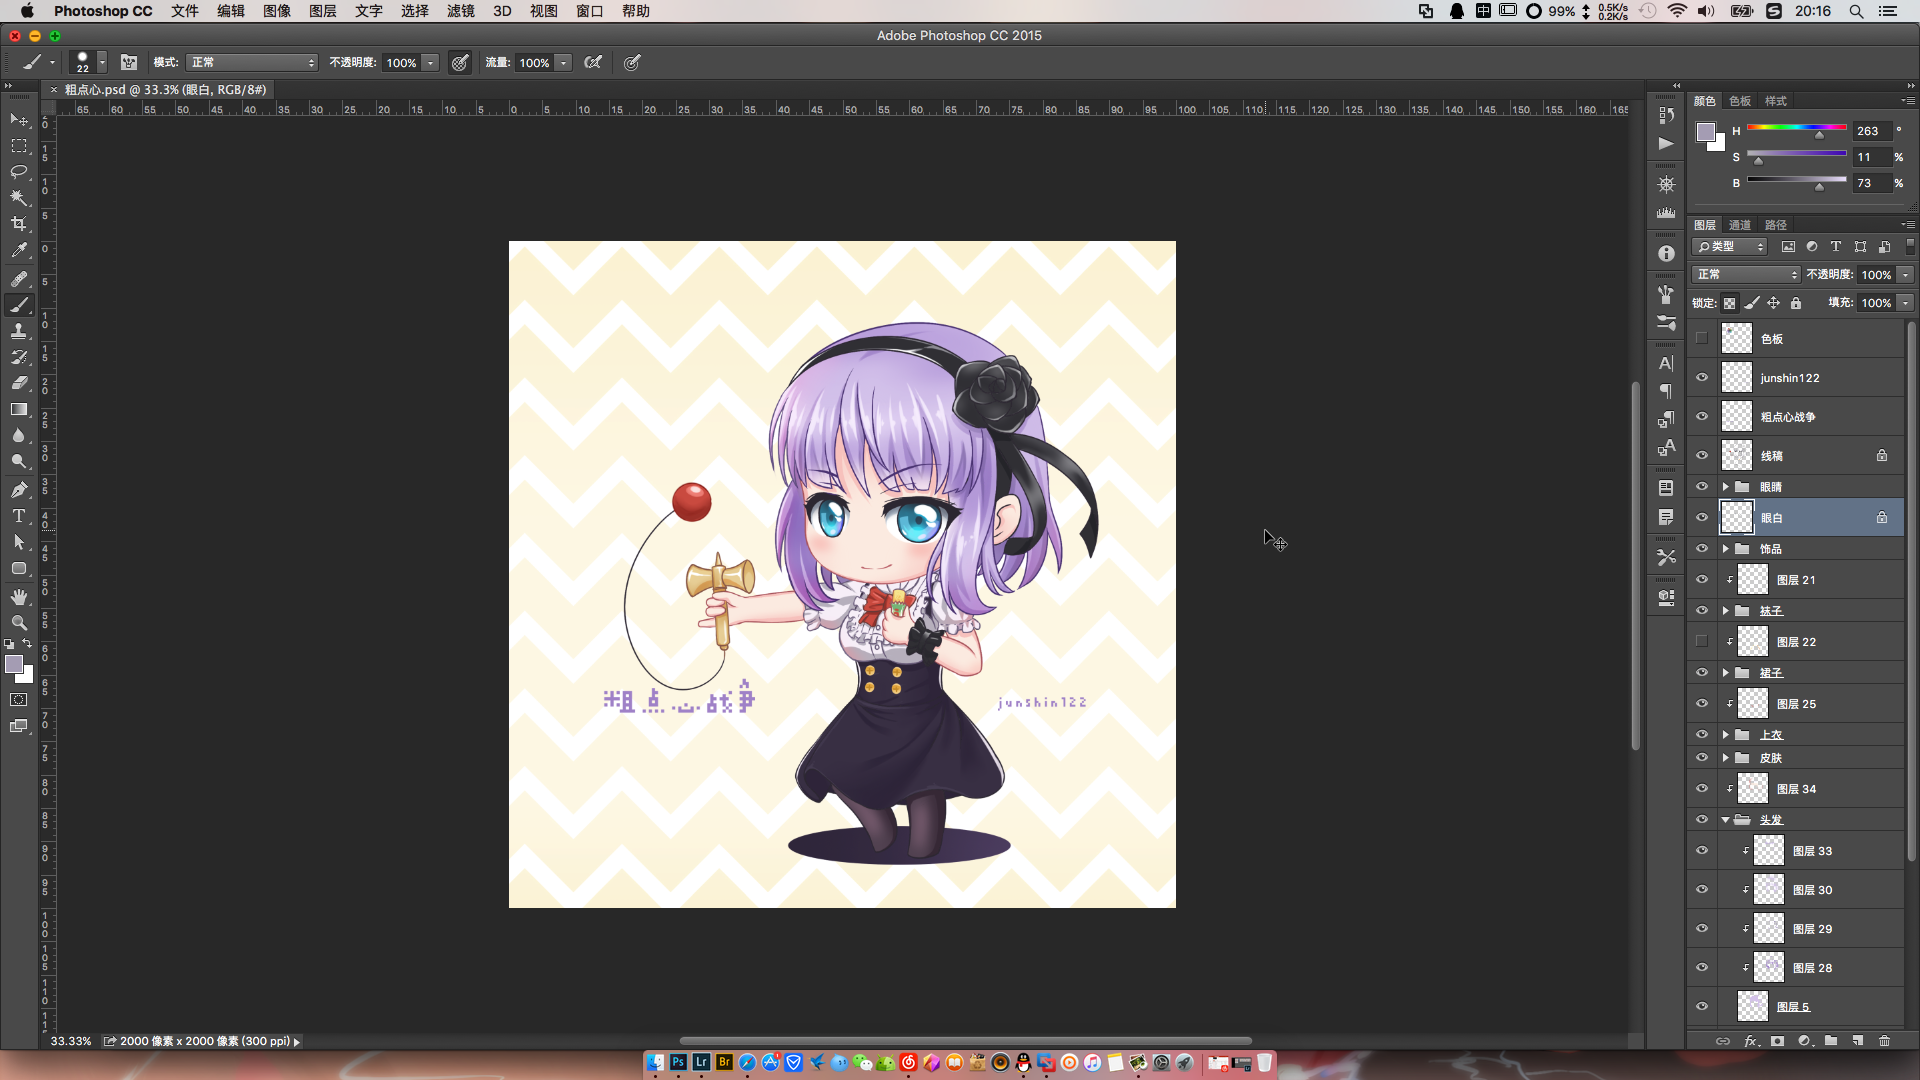 Photoshop CC 文件 编辑 图像 图层 文字 选择 滤镜 3D 视图 窗口 帮助 中 99% 0.5K/s 0.2K/s 20:16
Adobe Photoshop CC 2015
22 模式: 正常 不透明度: 100% 流量: 100%
× 粗点心.psd @ 33.3% (眼白, RGB/8#)
65 60 55 50 45 40 35 30 25 20 15 10 5 0 5 10 15 20 25 30 35 40 45 50 55 60 65 70 75 80 85 90 95 100 105 110 115 120 125 130 135 140 145 150 155 160 165
颜色 色板 样式
H 263 °
S 11 %
B 73 %
图层 通道 路径
类型
正常 不透明度: 100%
锁定: 填充: 100%
色板
junshin122
粗点心战争
线稿
眼睛
眼白
饰品
图层 21
袜子
图层 22
裙子
图层 25
上衣
皮肤
图层 34
头发
图层 33
图层 30
图层 29
图层 28
图层 5
粗点心战争
junshin122
33.33% 2000 像素 x 2000 像素 (300 ppi)
Ps Lr Br